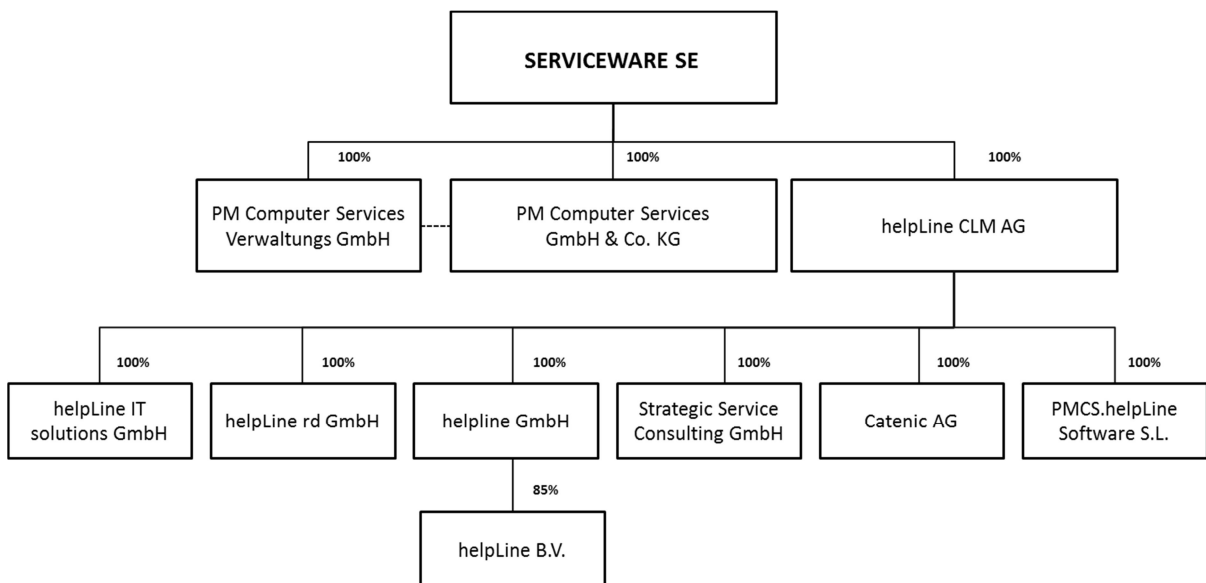 SERVICEWARE SE
100%
100%
100%
PM Computer Services
Verwaltungs GmbH
PM Computer Services
GmbH & Co. KG
helpLine CLM AG
100%
100%
100%
100%
100%
100%
helpLine IT
solutions GmbH
helpLine rd GmbH
helpline GmbH
Strategic Service
Consulting GmbH
Catenic AG
PMCS.helpLine
Software S.L.
85%
helpLine B.V.